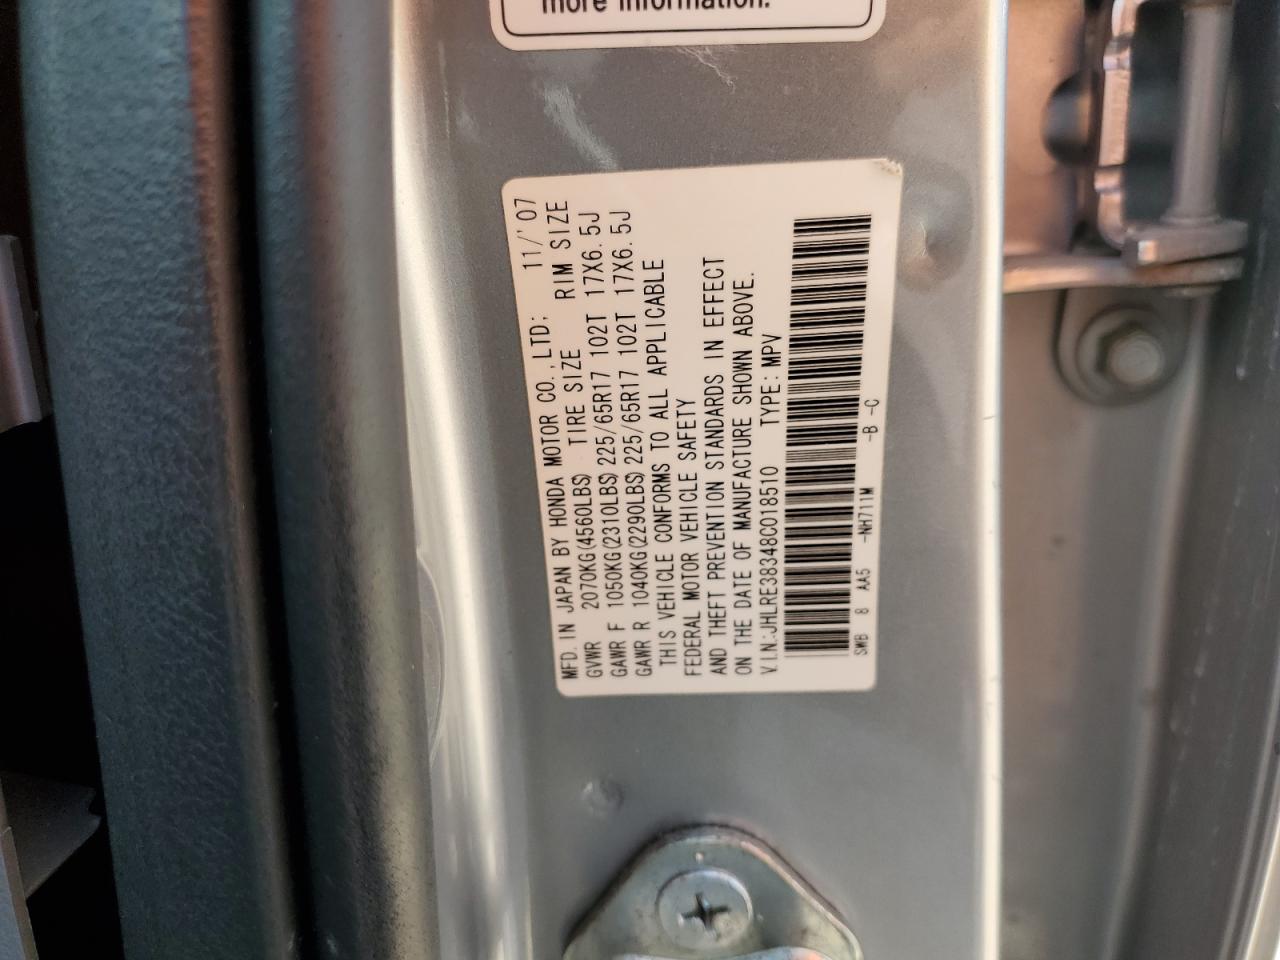 more information.
MFD. IN JAPAN BY HONDA MOTOR CO., LTD: 11/'07
GVWR 2070KG(4560LBS) TIRE SIZE RIM SIZE
GAWR F 1050KG(2310LBS) 225/65R17 102T 17X6.5J
GAWR R 1040KG(2290LBS) 225/65R17 102T 17X6.5J
THIS VEHICLE CONFORMS TO ALL APPLICABLE
FEDERAL MOTOR VEHICLE SAFETY
AND THEFT PREVENTION STANDARDS IN EFFECT
ON THE DATE OF MANUFACTURE SHOWN ABOVE.
V.I.N.:JHLRE38348C018510 TYPE: MPV
SWB 8 AA5 -NH711M -B -C